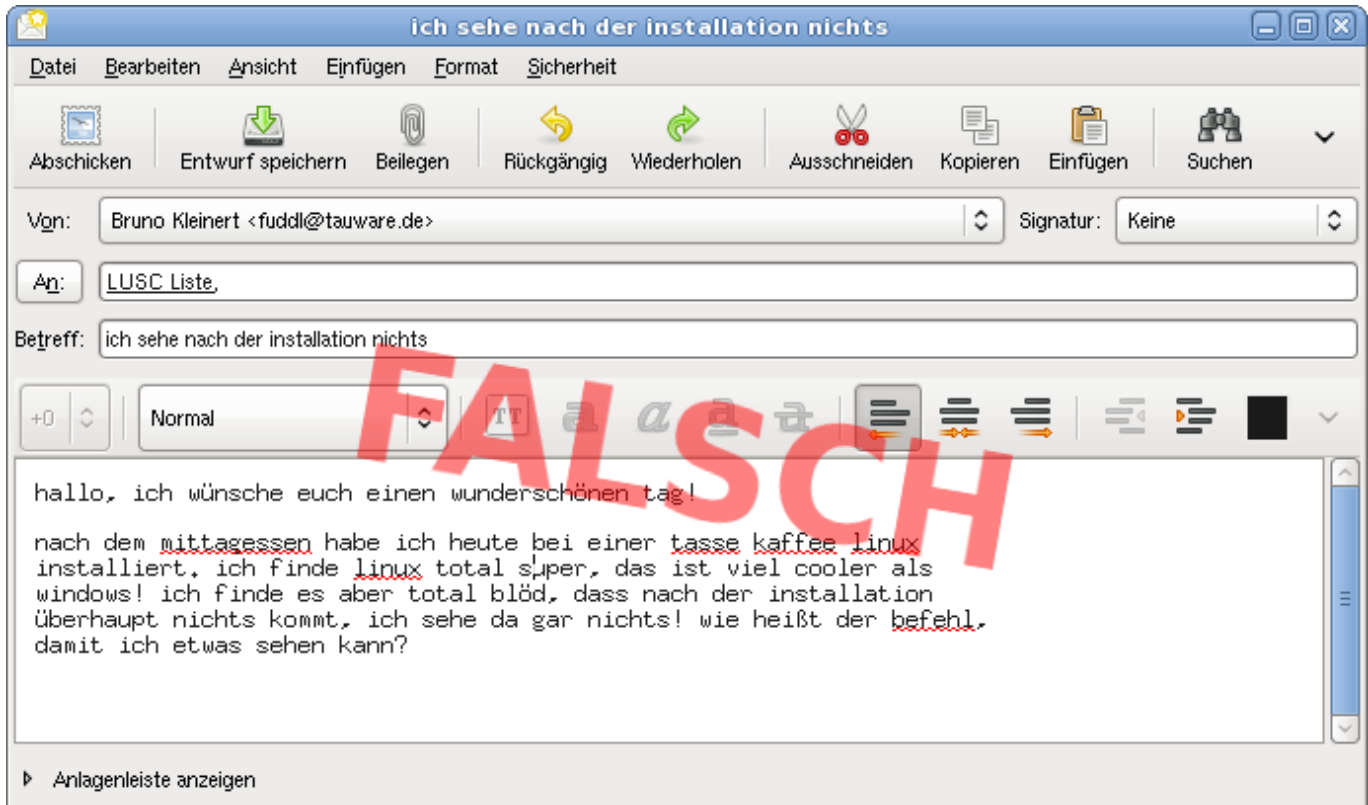 ich sehe nach der installation nichts
Datei Bearbeiten Ansicht Einfügen Format Sicherheit
Abschicken Entwurf speichern Beilegen Rückgängig Wiederholen Ausschneiden Kopieren Einfügen Suchen
Von: Bruno Kleinert <fuddl@tauware.de> Signatur: Keine
An: LUSC Liste,
Betreff: ich sehe nach der installation nichts
+0 Normal TT a a a a
FALSCH
hallo, ich wünsche euch einen wunderschönen tag!
nach dem mittagessen habe ich heute bei einer tasse kaffee linux
installiert. ich finde linux total super, das ist viel cooler als
windows! ich finde es aber total blöd, dass nach der installation
überhaupt nichts kommt, ich sehe da gar nichts! wie heißt der befehl,
damit ich etwas sehen kann?
Anlagenleiste anzeigen